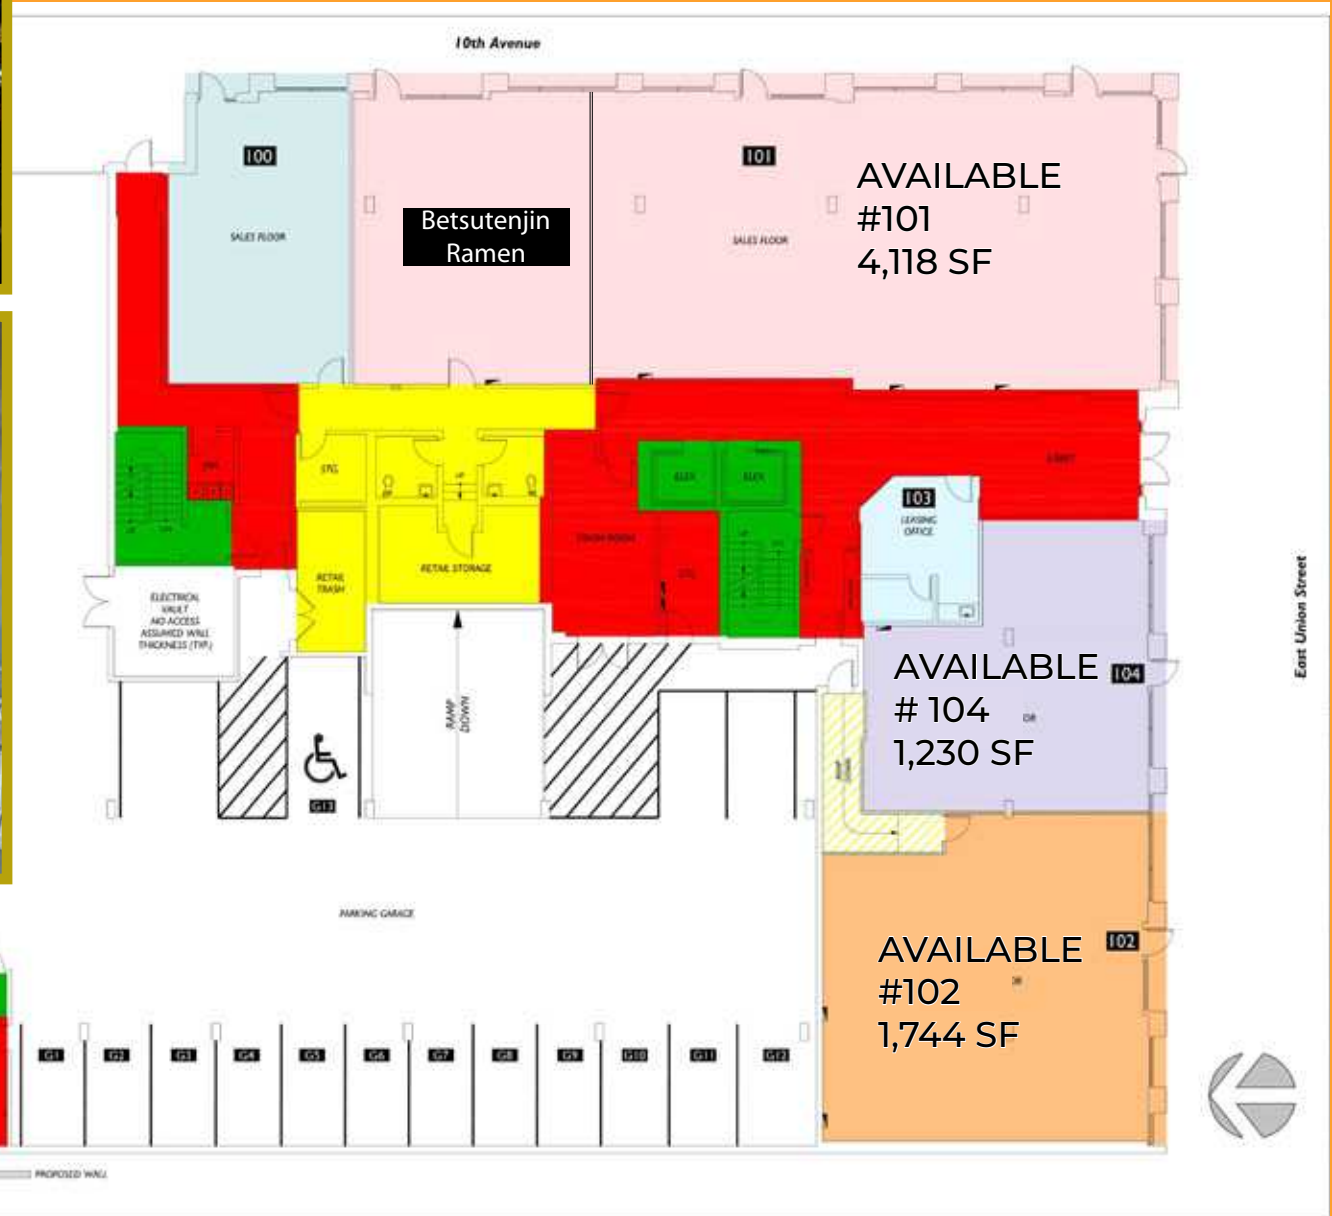 10th Avenue
100
SALES FLOOR
Betsutenjin
Ramen
101
SALES FLOOR
AVAILABLE
#101
4,118 SF
STG
UP
ELEV
ELEV
103
LEASING
OFFICE
RETAIL
TRASH
RETAIL STORAGE
STG
ELECTRICAL
VAULT
NO ACCESS
ASSUMED WALL
THICKNESS (TYP.)
RAMP
DOWN
G13
AVAILABLE
# 104
1,230 SF
104
East Union Street
PARKING GARAGE
AVAILABLE
#102
1,744 SF
102
G1
G2
G3
G4
G5
G6
G7
G8
G9
G10
G11
G12
PROPOSED WALL